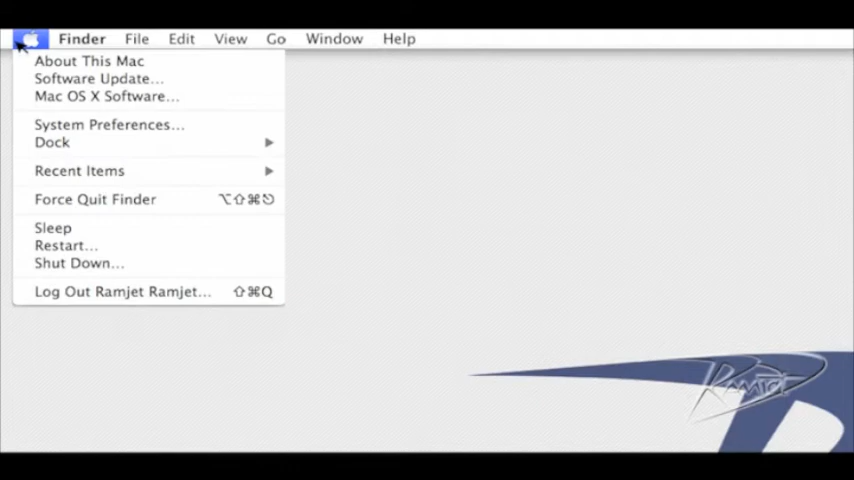 Finder File Edit View Go Window Help
About This Mac
Software Update...
Mac OS X Software...
System Preferences...
Dock
Recent Items
Force Quit Finder ⌥⇧⌘⎋
Sleep
Restart...
Shut Down...
Log Out Ramjet Ramjet... ⇧⌘Q
RAMJET